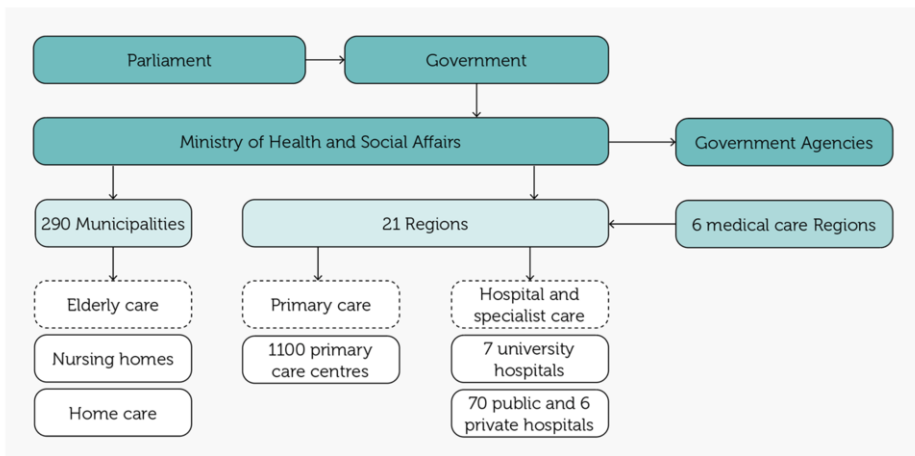 Parliament
Government
Ministry of Health and Social Affairs
Government Agencies
290 Municipalities
21 Regions
6 medical care Regions
Elderly care
Primary care
Hospital and
specialist care
Nursing homes
1100 primary
care centres
7 university
hospitals
Home care
70 public and 6
private hospitals